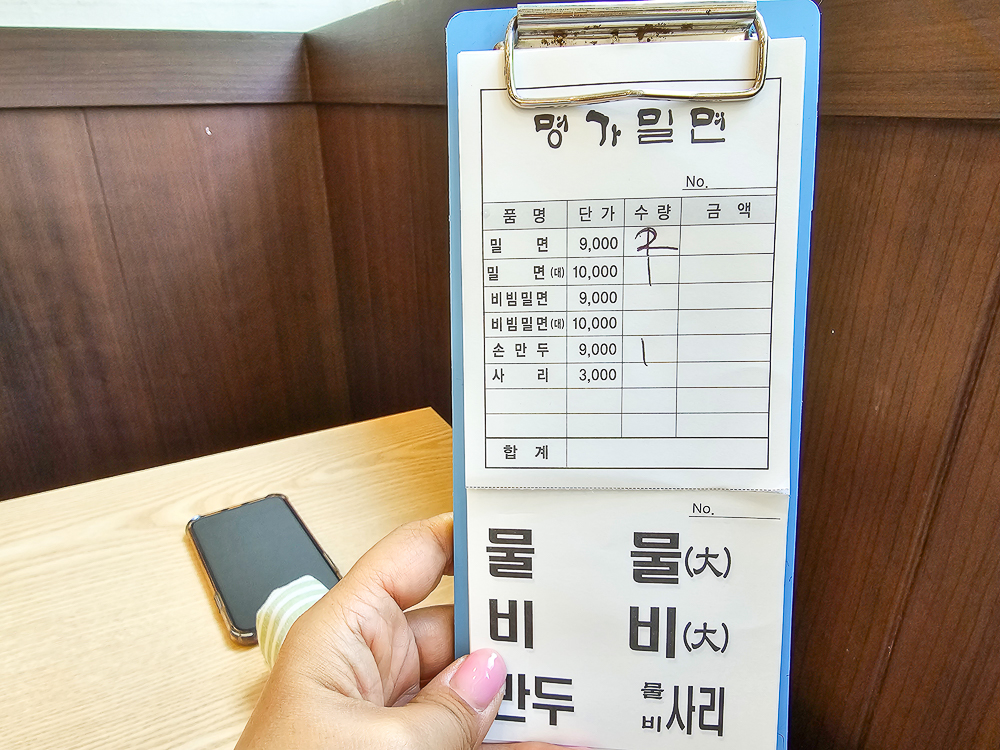 명가밀면
No.
품 명 단 가 수 량 금 액
밀 면 9,000 2
밀 면 (대) 10,000 1
비빔밀면 9,000
비빔밀면 (대) 10,000
손 만 두 9,000 1
사 리 3,000
합 계
No.
물 물(大)
비 비(大)
만두 물비사리